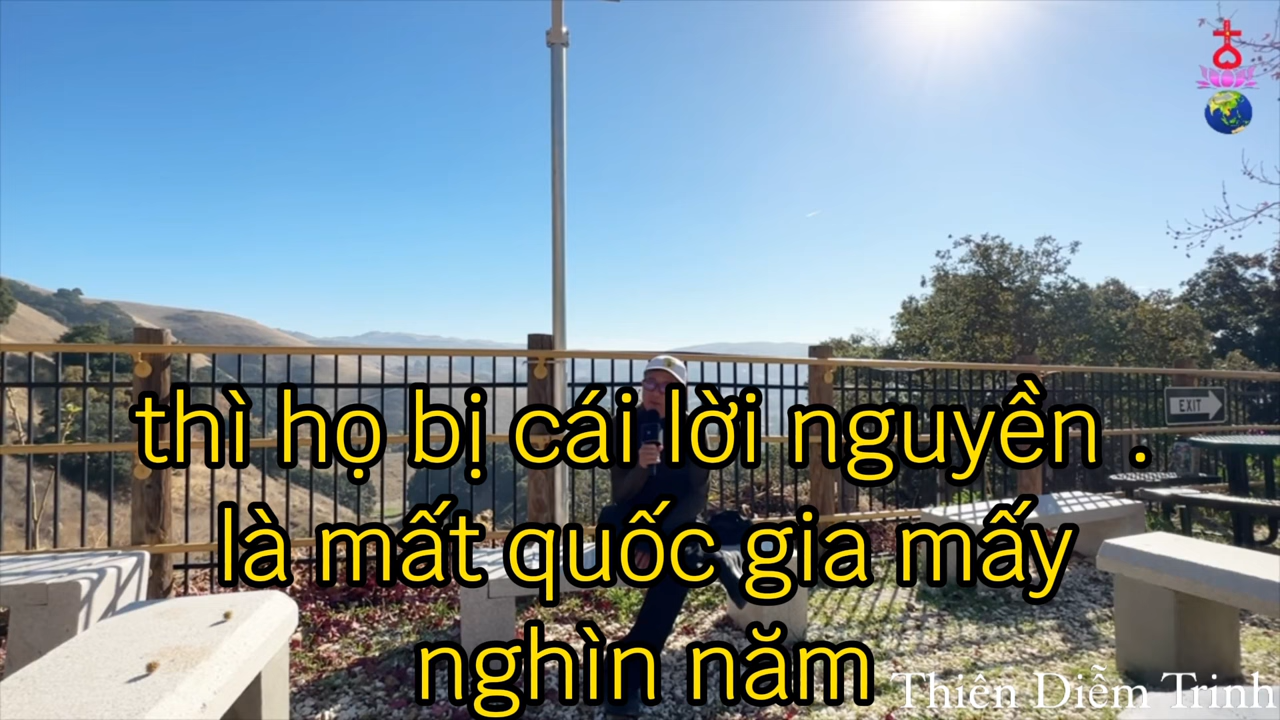 EXIT
thì họ bị cái lời nguyền .
là mất quốc gia mấy
nghìn năm
Thiên Diễm Trinh